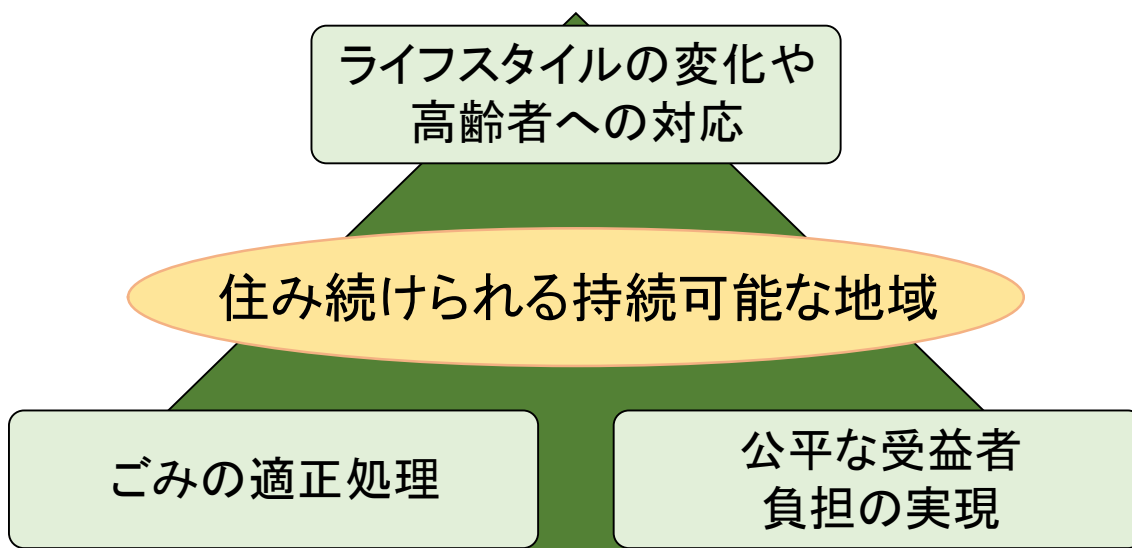 ライフスタイルの変化や
高齢者への対応
住み続けられる持続可能な地域
ごみの適正処理
公平な受益者
負担の実現